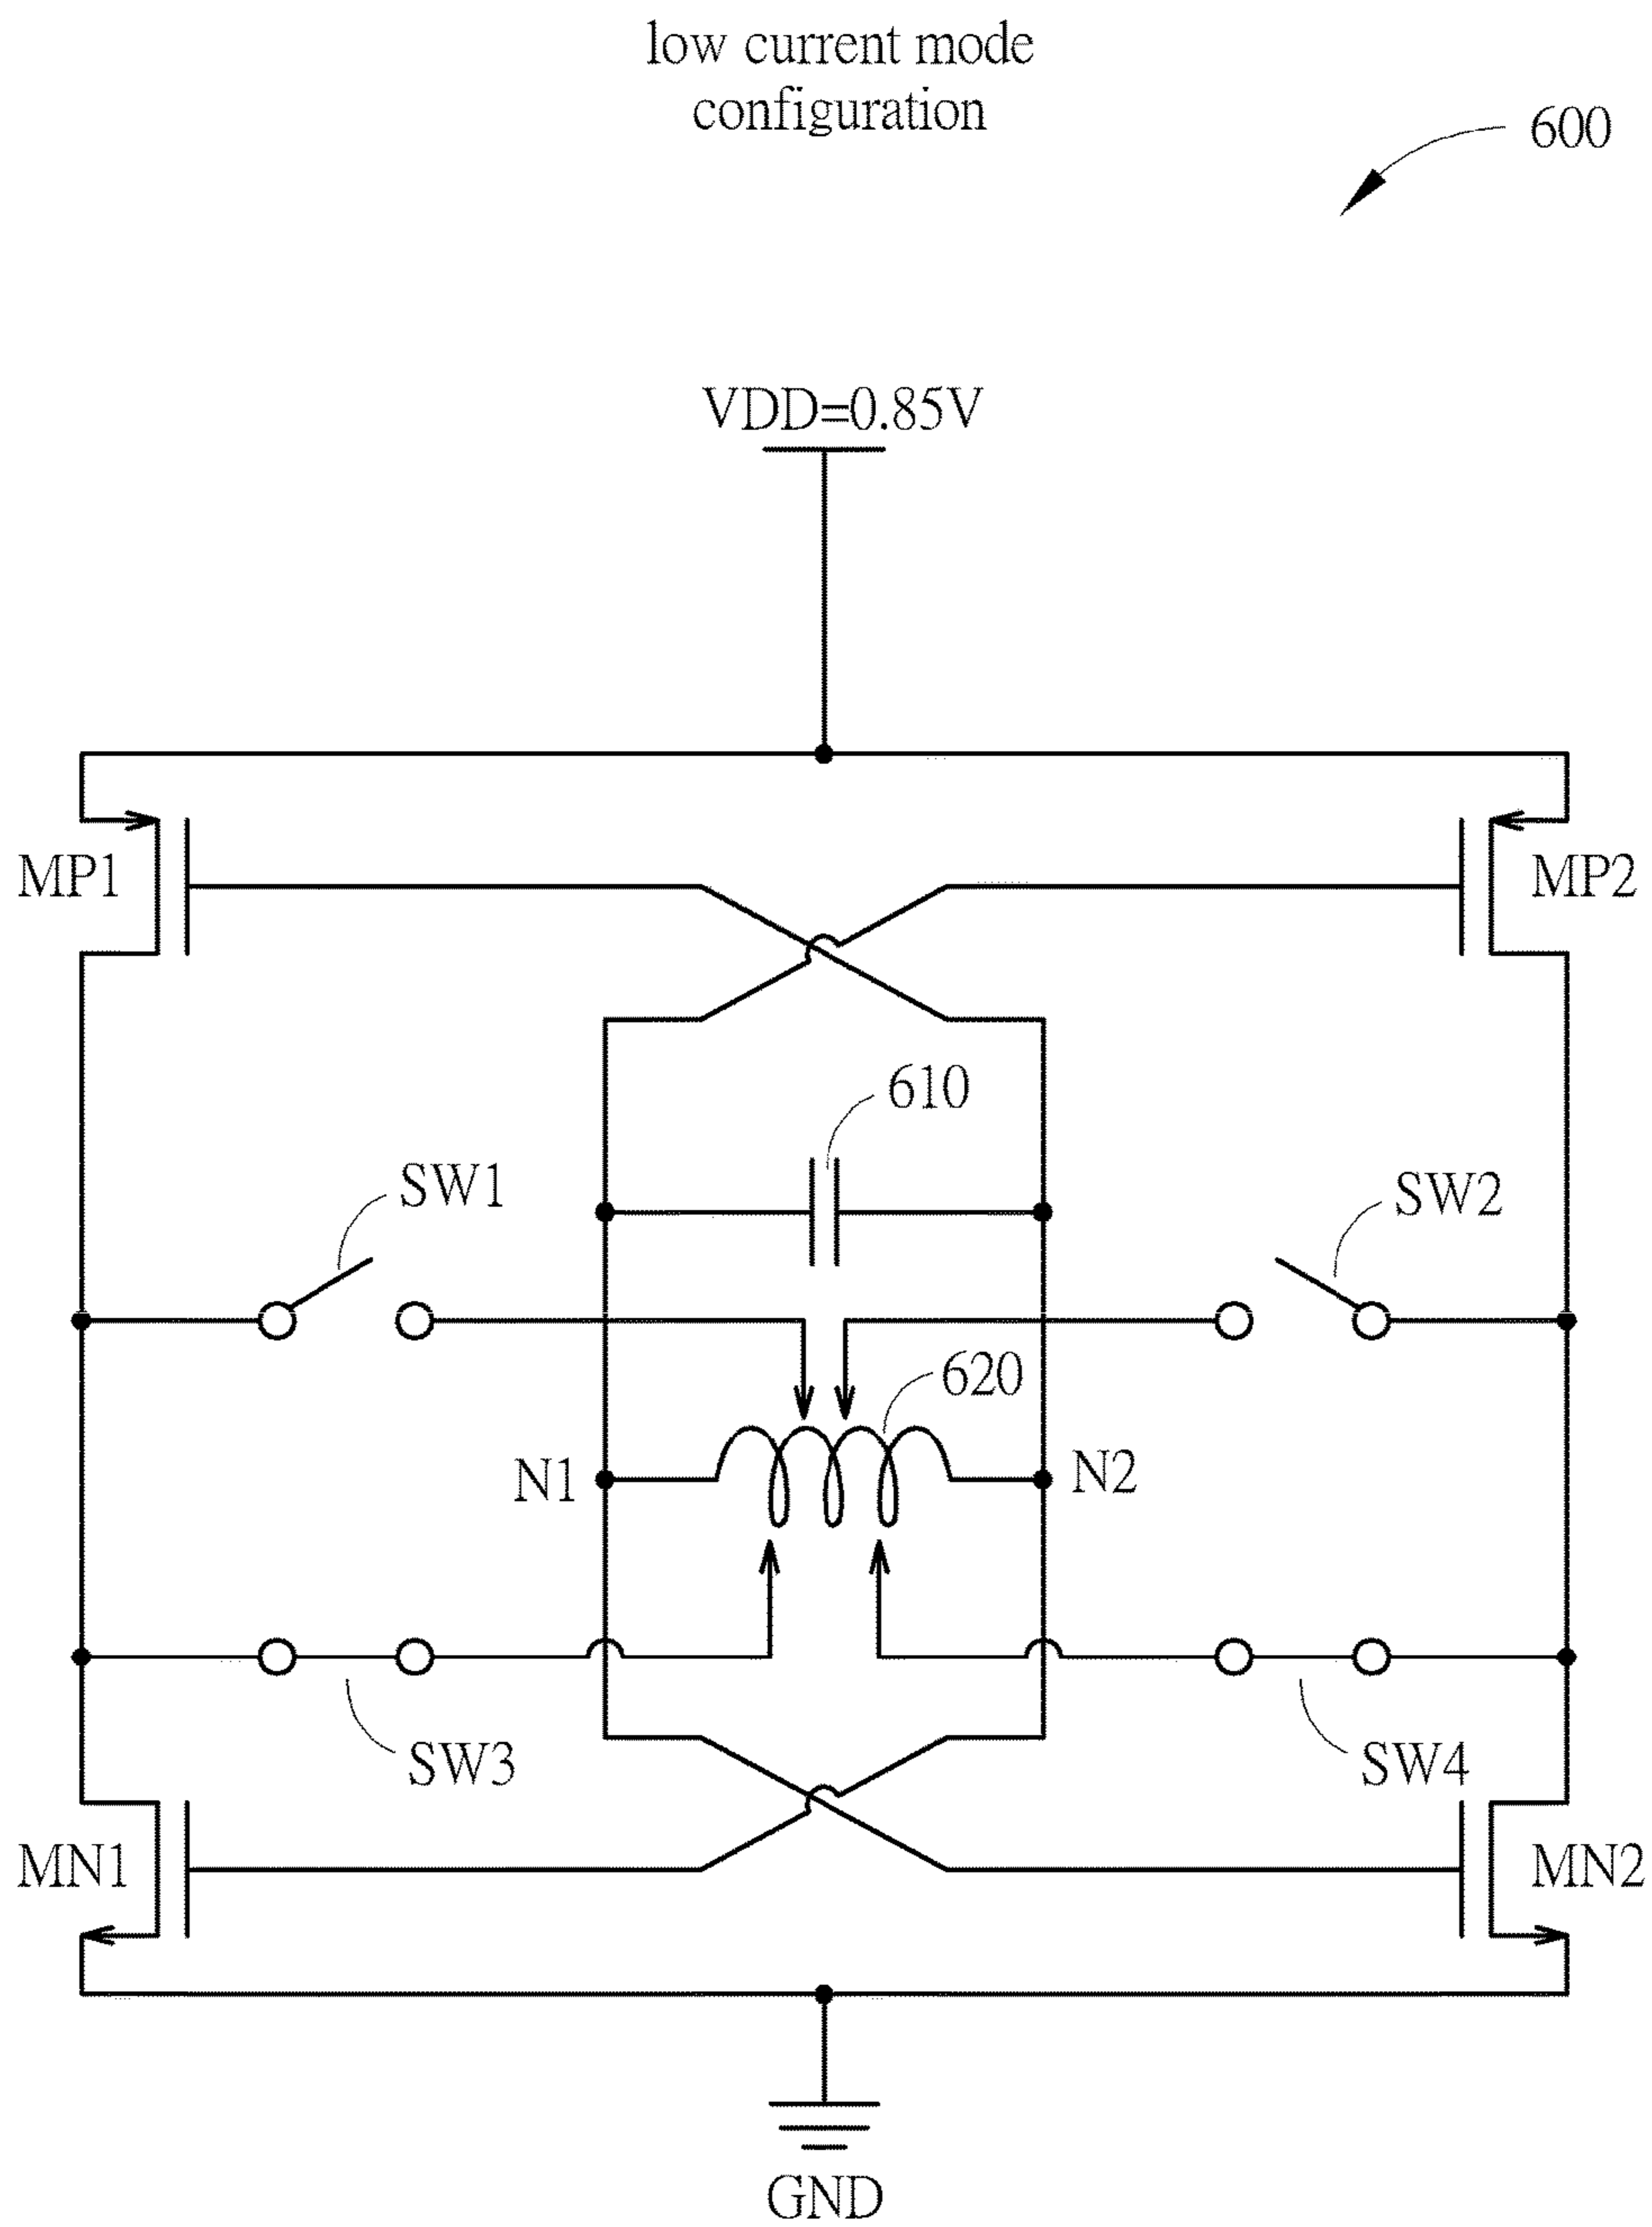 low current mode
configuration
600
VDD=0.85V
MP1
MP2
610
SW1
SW2
620
N1
N2
SW3
SW4
MN1
MN2
GND